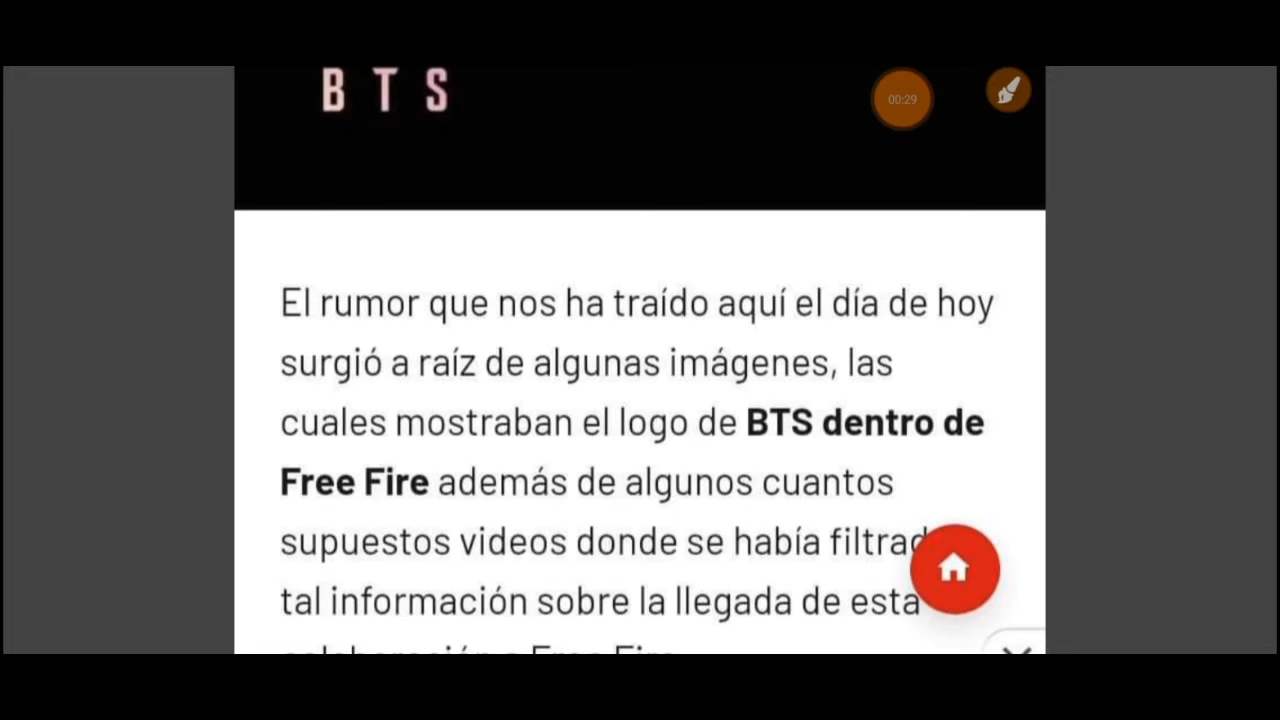 B T S
00:29
El rumor que nos ha traído aquí el día de hoy
surgió a raíz de algunas imágenes, las
cuales mostraban el logo de BTS dentro de
Free Fire además de algunos cuantos
supuestos videos donde se había filtrad
tal información sobre la llegada de esta